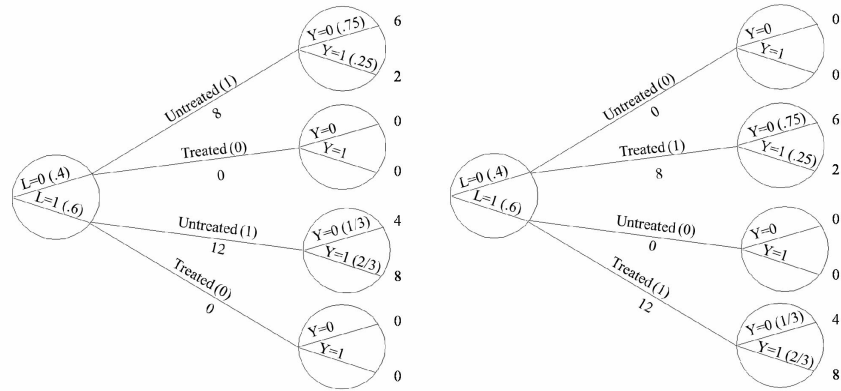 Y=0 (.75)
6
Y=1 (.25)
2
Untreated (1)
8
Y=0
0
Y=1
0
Treated (0)
0
L=0 (.4)
L=1 (.6)
Untreated (1)
12
Y=0 (1/3)
4
Y=1 (2/3)
8
Treated (0)
0
Y=0
0
Y=1
0
Y=0
0
Y=1
0
Untreated (0)
0
Y=0 (.75)
6
Y=1 (.25)
2
Treated (1)
8
L=0 (.4)
L=1 (.6)
Untreated (0)
0
Y=0
0
Y=1
0
Treated (1)
12
Y=0 (1/3)
4
Y=1 (2/3)
8